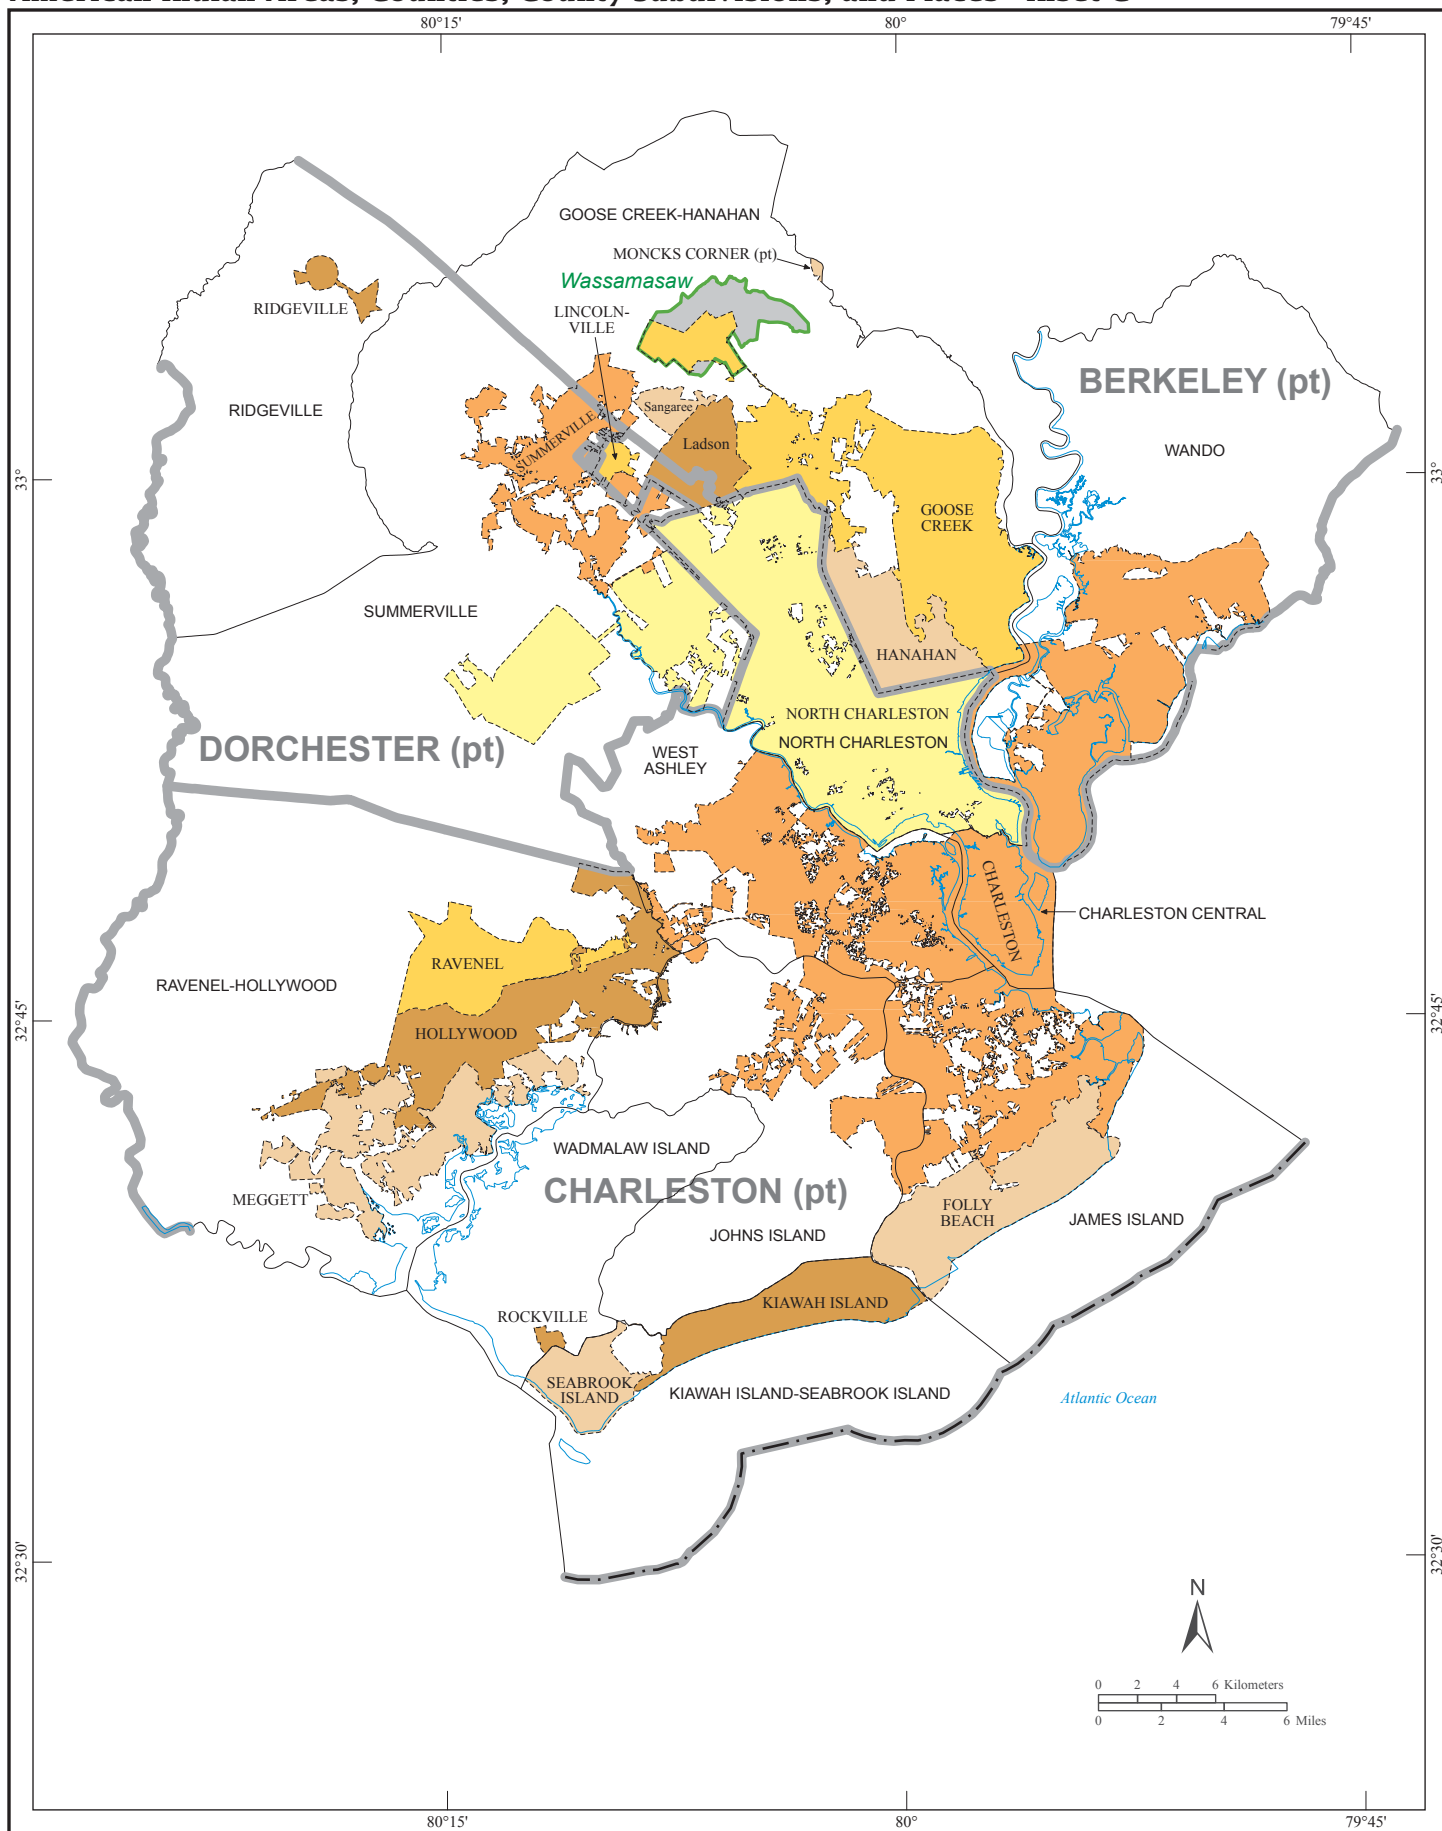 80°15'
80°
79°45'
GOOSE CREEK-HANAHAN
MONCKS CORNER (pt)
Wassamasaw
LINCOLN-
VILLE
RIDGEVILLE
BERKELEY (pt)
RIDGEVILLE
Sangaree
SUMMERVILLE
Ladson
WANDO
33°
33°
GOOSE
CREEK
SUMMERVILLE
HANAHAN
NORTH CHARLESTON
NORTH CHARLESTON
DORCHESTER (pt)
WEST
ASHLEY
CHARLESTON
CHARLESTON CENTRAL
RAVENEL
RAVENEL-HOLLYWOOD
32°45'
32°45'
HOLLYWOOD
WADMALAW ISLAND
CHARLESTON (pt)
MEGGETT
FOLLY
BEACH
JAMES ISLAND
JOHNS ISLAND
KIAWAH ISLAND
ROCKVILLE
SEABROOK
ISLAND
KIAWAH ISLAND-SEABROOK ISLAND
Atlantic Ocean
32°30'
32°30'
N
0 2 4 6 Kilometers
0 2 4 6 Miles
80°15'
80°
79°45'